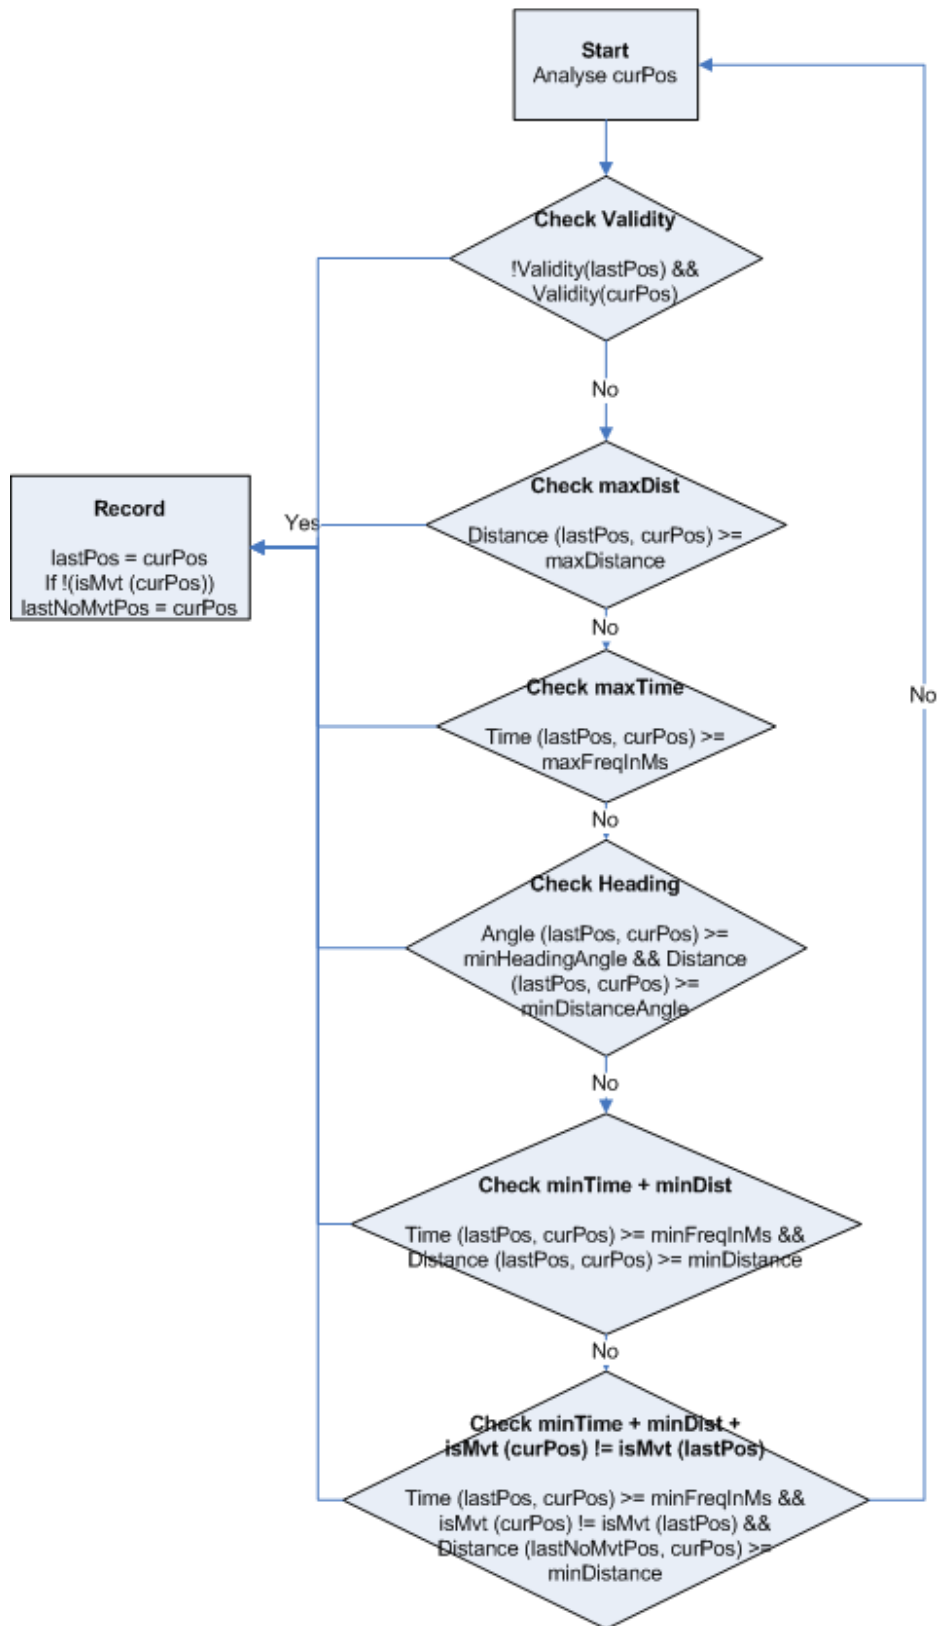 Start
Analyse curPos
Check Validity
!Validity(lastPos) &&
Validity(curPos)
No
Check maxDist
Distance (lastPos, curPos) >=
maxDistance
Yes
Record
lastPos = curPos
If !(isMvt (curPos))
lastNoMvtPos = curPos
No
Check maxTime
Time (lastPos, curPos) >=
maxFreqInMs
No
No
Check Heading
Angle (lastPos, curPos) >=
minHeadingAngle && Distance
(lastPos, curPos) >=
minDistanceAngle
No
Check minTime + minDist
Time (lastPos, curPos) >= minFreqInMs &&
Distance (lastPos, curPos) >= minDistance
No
Check minTime + minDist +
isMvt (curPos) != isMvt (lastPos)
Time (lastPos, curPos) >= minFreqInMs &&
isMvt (curPos) != isMvt (lastPos) &&
Distance (lastNoMvtPos, curPos) >=
minDistance